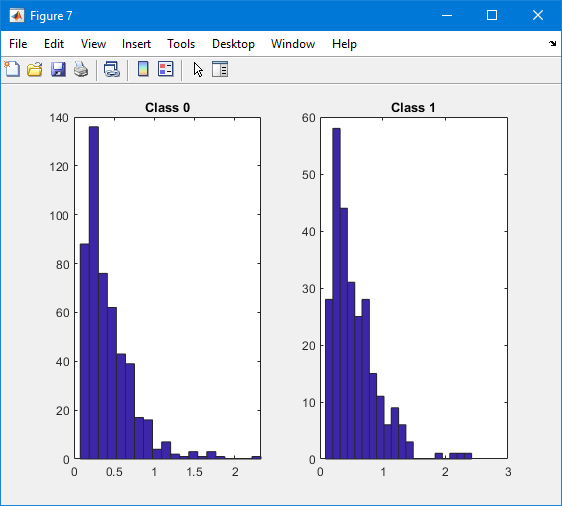 Figure 7
File Edit View Insert Tools Desktop Window Help
Class 0
140
120
100
80
60
40
20
0
0 0.5 1 1.5 2
Class 1
60
50
40
30
20
10
0
0 1 2 3